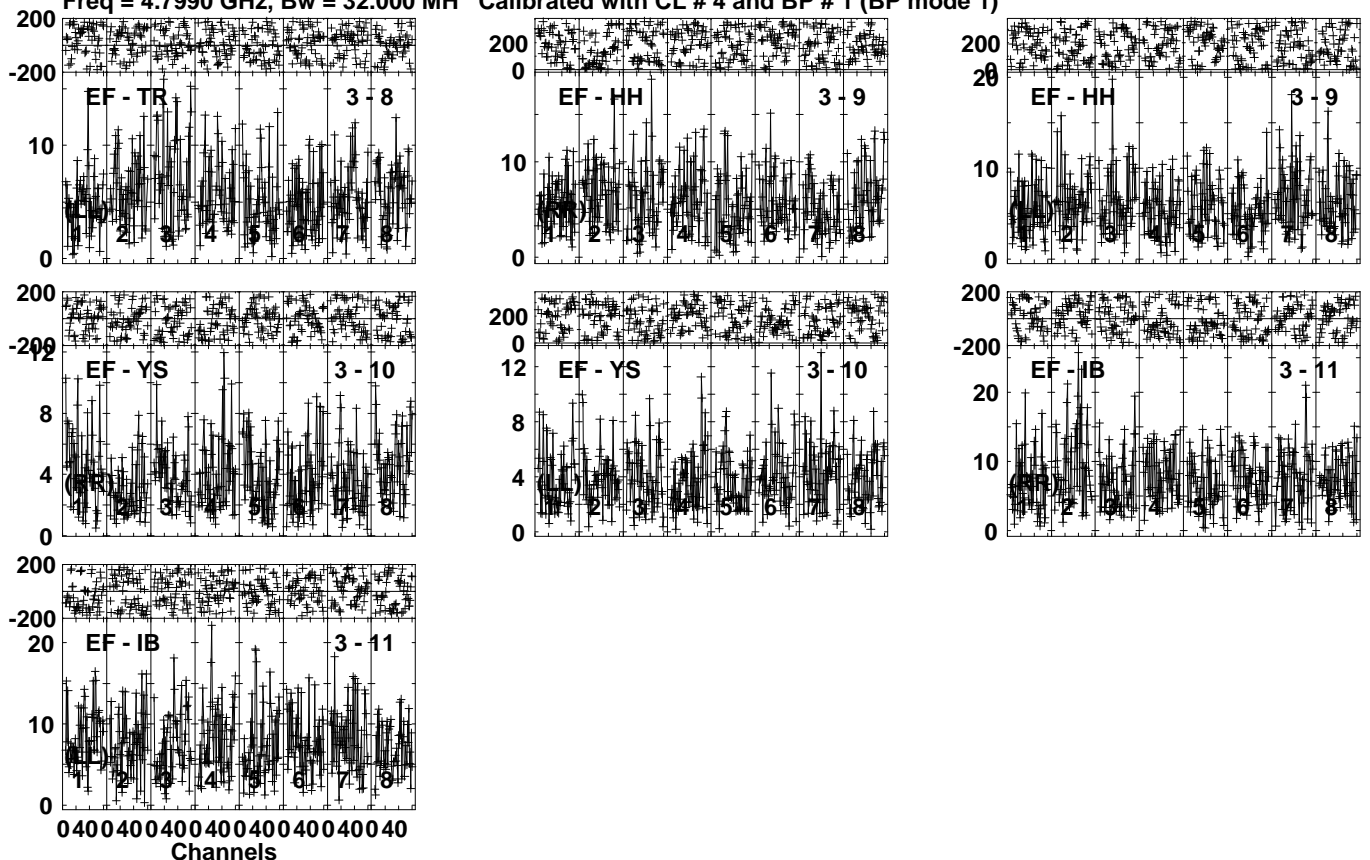 Freq = 4.7990 GHz, Bw = 32.000 MH Calibrated with CL # 4 and BP # 1 (BP mode 1)
200
-200
EF - TR 3 - 8
10
(LL)
1 2 3 4 5 6 7 8
0
200
0
EF - HH 3 - 9
10
(RR)
1 2 3 4 5 6 7 8
0
200
0
20
EF - HH 3 - 9
10
(LL)
1 2 3 4 5 6 7 8
0
200
-200
12
EF - YS 3 - 10
8
4
(RR)
1 2 3 4 5 6 7 8
0
200
0
12
EF - YS 3 - 10
8
4
(LL)
1 2 3 4 5 6 7 8
0
200
-200
EF - IB 3 - 11
20
10
(RR)
1 2 3 4 5 6 7 8
0
200
-200
20
EF - IB 3 - 11
10
(LL)
1 2 3 4 5 6 7 8
0
0 40 0 40 0 40 0 40 0 40 0 40 0 40 0 40
Channels